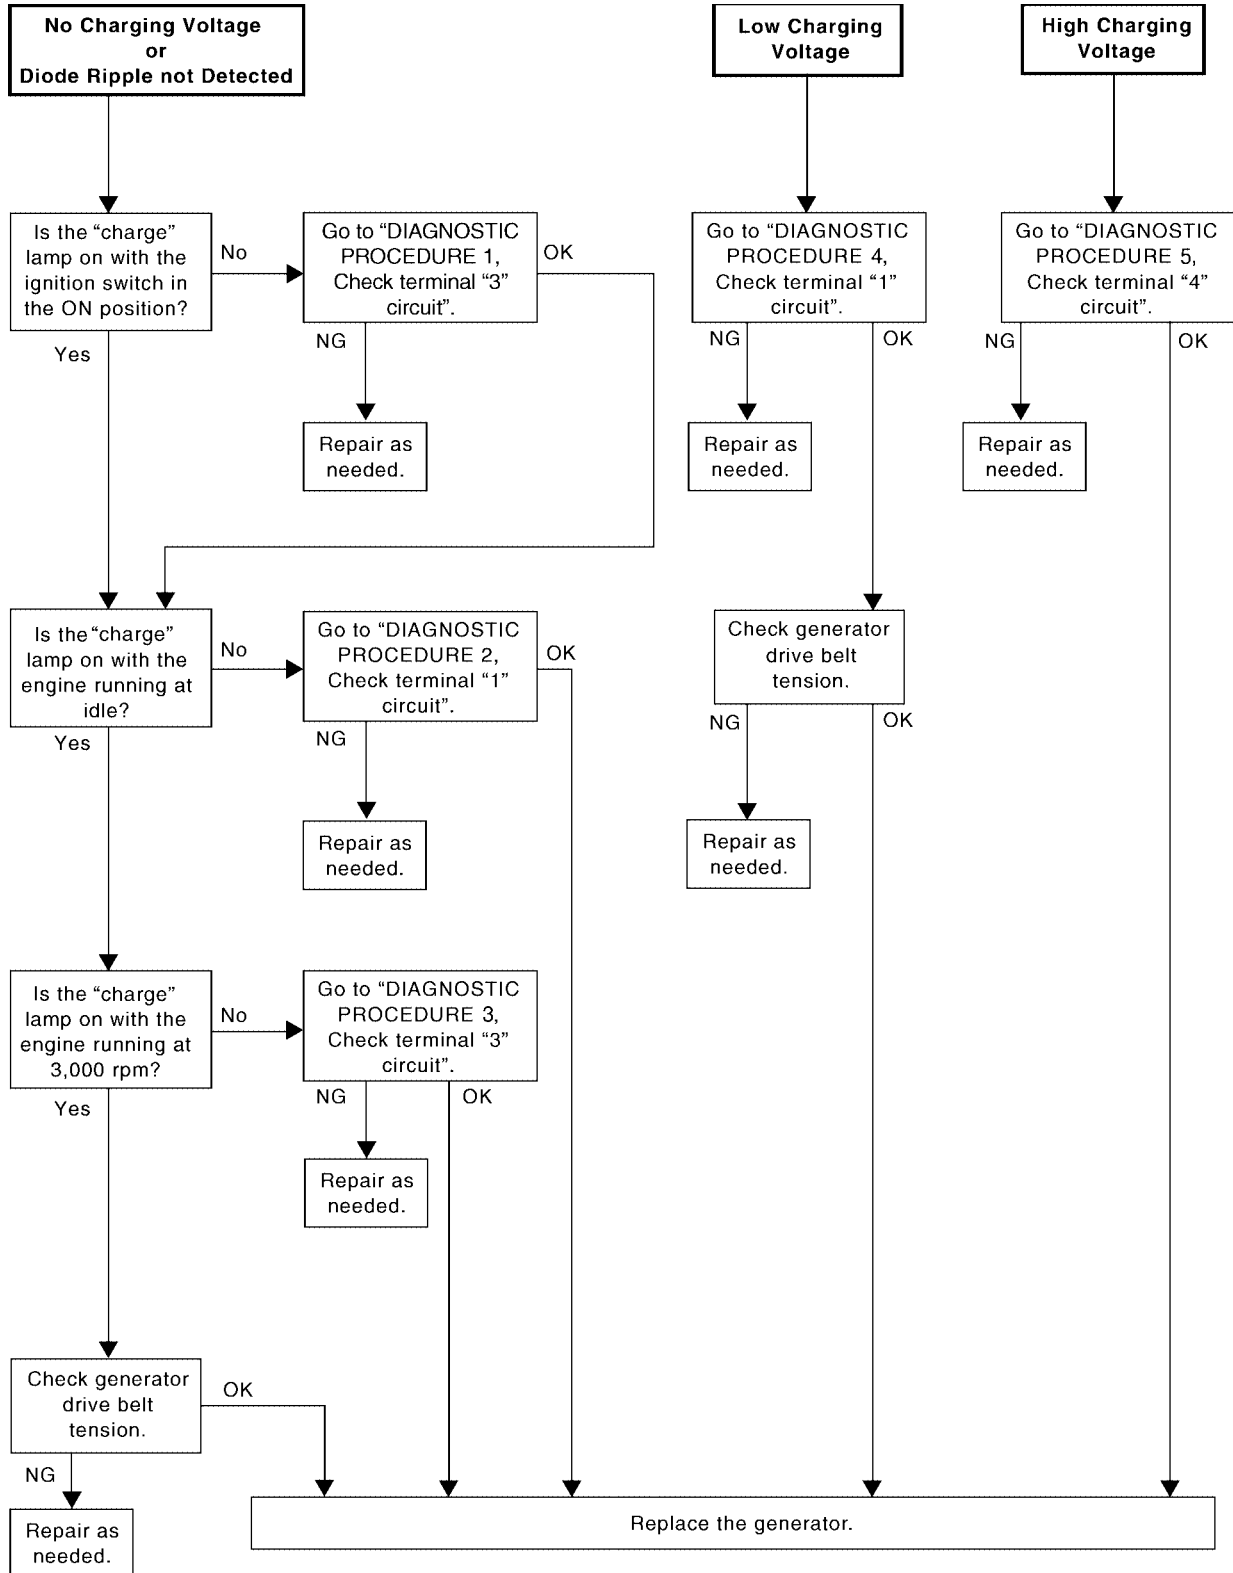 No Charging Voltage
or
Diode Ripple not Detected
Low Charging
Voltage
High Charging
Voltage
Is the “charge”
lamp on with the
ignition switch in
the ON position?
No
Go to “DIAGNOSTIC
PROCEDURE 1,
Check terminal “3”
circuit”.
OK
Go to “DIAGNOSTIC
PROCEDURE 4,
Check terminal “1”
circuit”.
Go to “DIAGNOSTIC
PROCEDURE 5,
Check terminal “4”
circuit”.
Yes
NG
NG
OK
NG
OK
Repair as
needed.
Repair as
needed.
Repair as
needed.
Is the “charge”
lamp on with the
engine running at
idle?
No
Go to “DIAGNOSTIC
PROCEDURE 2,
Check terminal “1”
circuit”.
OK
Check generator
drive belt
tension.
Yes
NG
NG
OK
Repair as
needed.
Repair as
needed.
Is the “charge”
lamp on with the
engine running at
3,000 rpm?
No
Go to “DIAGNOSTIC
PROCEDURE 3,
Check terminal “3”
circuit”.
Yes
NG
OK
Repair as
needed.
Check generator
drive belt
tension.
OK
NG
Repair as
needed.
Replace the generator.